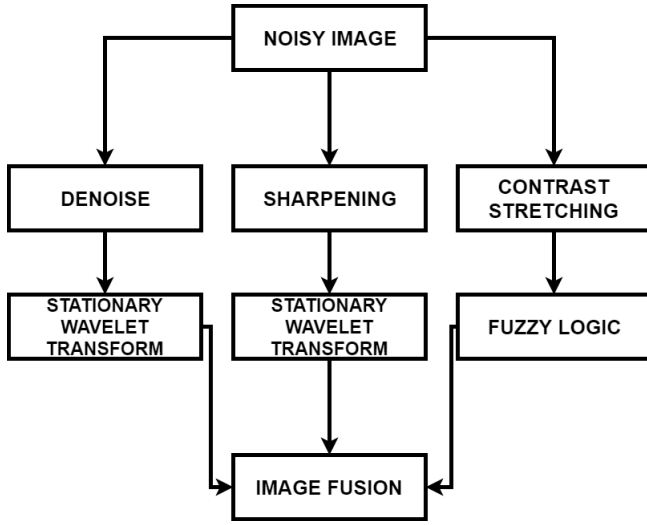 NOISY IMAGE
DENOISE
SHARPENING
CONTRAST
STRETCHING
STATIONARY
WAVELET
TRANSFORM
STATIONARY
WAVELET
TRANSFORM
FUZZY LOGIC
IMAGE FUSION